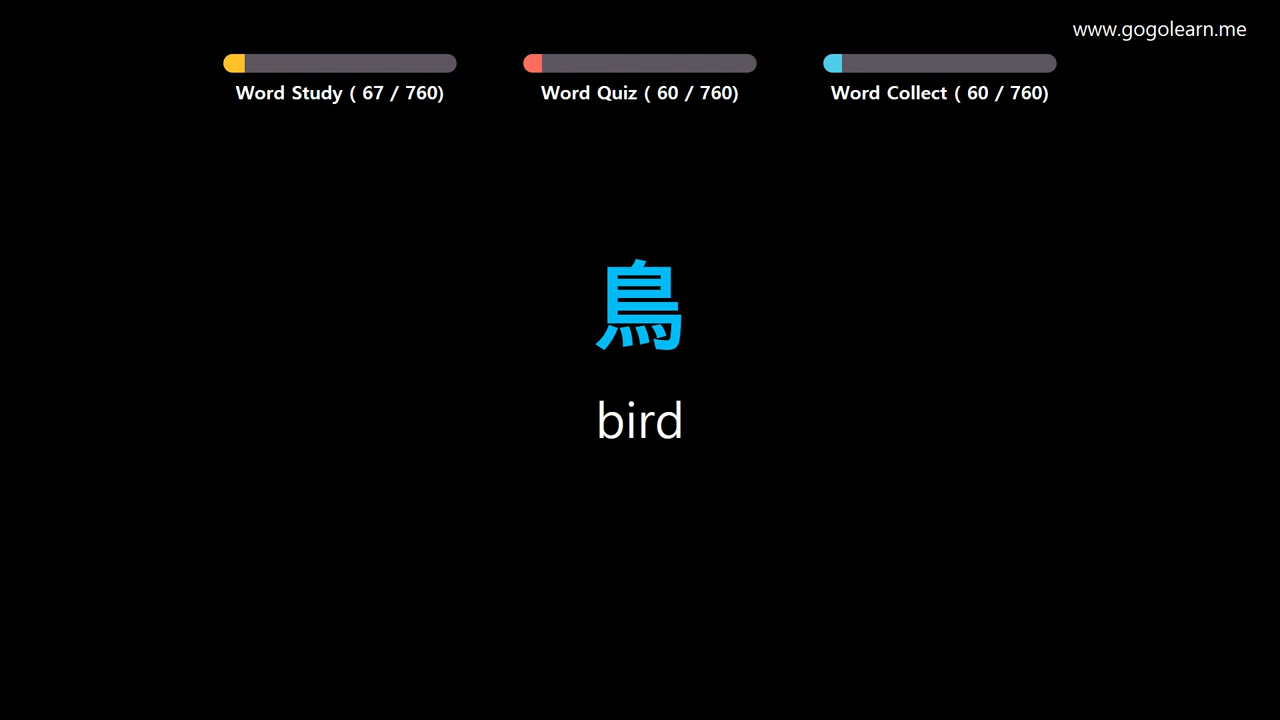 www.gogolearn.me
Word Study ( 67 / 760)
Word Quiz ( 60 / 760)
Word Collect ( 60 / 760)
鳥
bird